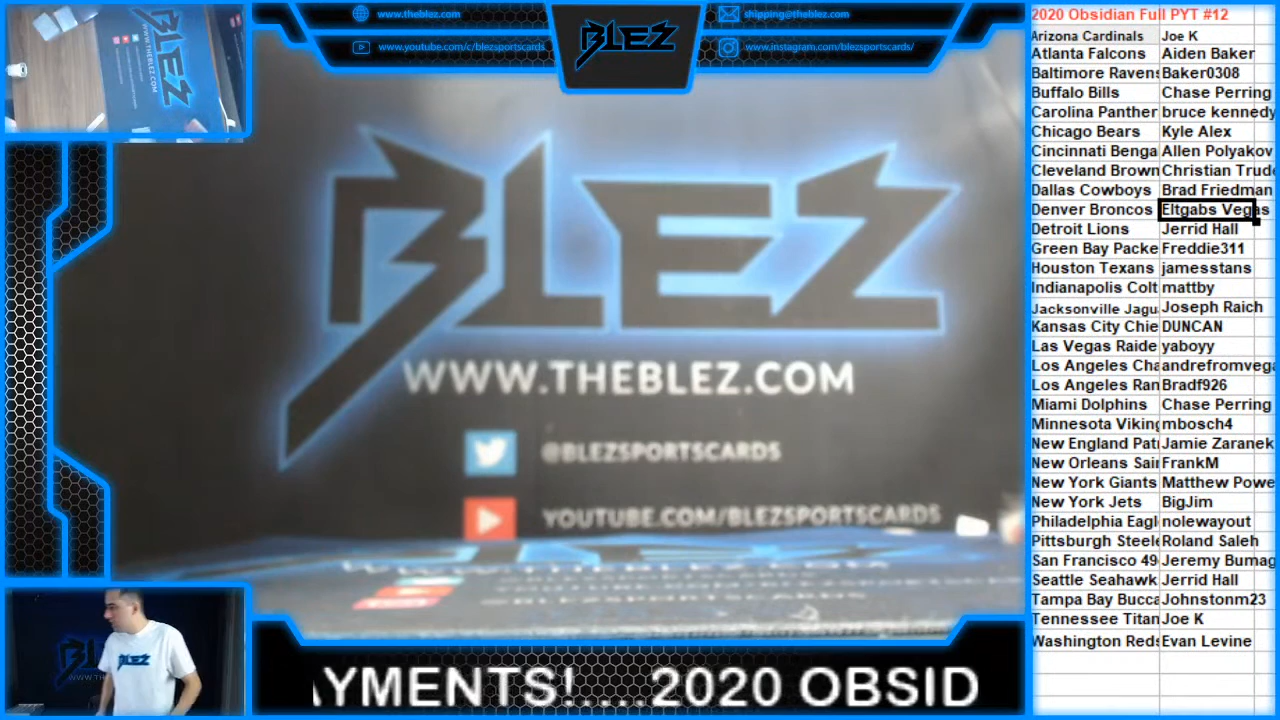 www.theblez.com
www.youtube.com/c/blezsportscards
BLEZ
shipping@theblez.com
www.instagram.com/blezsportscards/
BLEZ
WWW.THEBLEZ.COM
BLEZ
WWW.THEBLEZ.COM
@BLEZSPORTSCARDS
YOUTUBE.COM/BLEZSPORTSCARDS
@BLEZSPORTSCARDS
BLEZ
AYMENTS!....2020 OBSID
2020 Obsidian Full PYT #12
Arizona Cardinals Joe K
Atlanta Falcons Aiden Baker
Baltimore Ravens Baker0308
Buffalo Bills Chase Perring
Carolina Panther bruce kennedy
Chicago Bears Kyle Alex
Cincinnati Benga Allen Polyakov
Cleveland Brown Christian Trude
Dallas Cowboys Brad Friedman
Denver Broncos Eltgabs Vegas
Detroit Lions Jerrid Hall
Green Bay Packe Freddie311
Houston Texans jamesstans
Indianapolis Colt mattby
Jacksonville Jagu Joseph Raich
Kansas City Chie DUNCAN
Las Vegas Raide yaboyy
Los Angeles Cha andrefromvega
Los Angeles Ran Bradf926
Miami Dolphins Chase Perring
Minnesota Viking mbosch4
New England Pat Jamie Zaranek
New Orleans Sai FrankM
New York Giants Matthew Powe
New York Jets BigJim
Philadelphia Eagl nolewayout
Pittsburgh Steele Roland Saleh
San Francisco 49 Jeremy Bumag
Seattle Seahawk Jerrid Hall
Tampa Bay Bucca Johnstonm23
Tennessee Titan Joe K
Washington Reds Evan Levine